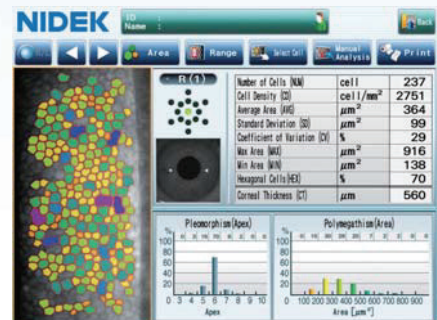 NIDEK
ID :
Name :
Back
Area
Range
Select Cell
Manual Analysis
Print
R(1)
Number of Cells (NUM) cell 237
Cell Density (CD) cell/mm² 2751
Average Area (AVG) μm² 364
Standard Deviation (SD) μm² 99
Coefficient of Variation (CV) % 29
Max Area (MAX) μm² 916
Min Area (MIN) μm² 138
Hexagonal Cells(HEX) % 70
Corneal Thickness (CT) μm 560
Pleomorphism(Apex)
%
100
80
60
40
20
0
3 4 5 6 7 8 9 10
Apex
Polymegathism(Area)
%
100
80
60
40
20
0
100 200 300 400 500 600 700 800 900
Area [μm²]